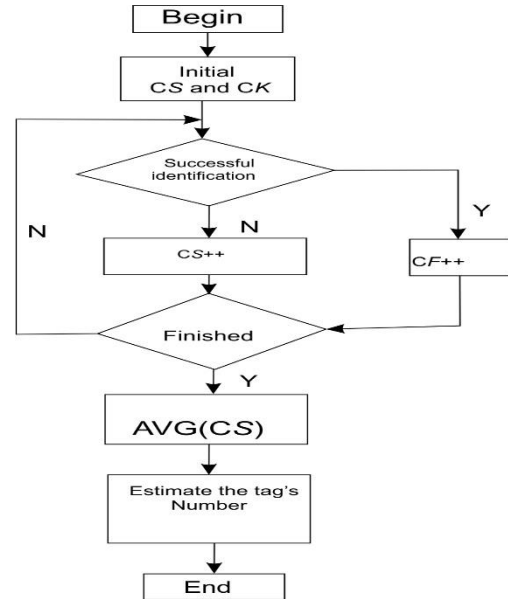 Begin
Initial
CS and CK
Successful
identification
N
Y
N
CS++
CF++
Finished
Y
AVG(CS)
Estimate the tag's
Number
End